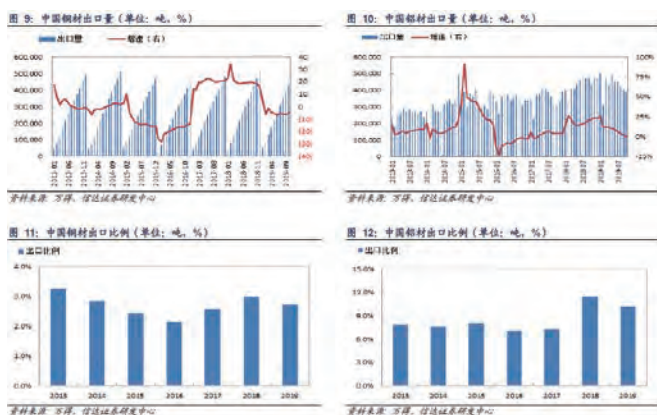 图 9：中国铜材出口量（单位：吨，%）
出口量 增速（右）
600,000
500,000
400,000
300,000
200,000
100,000
0
40
30
20
10
0
(10)
(20)
(30)
(40)
资料来源：万得，信达证券研发中心
图 10：中国铝材出口量（单位：吨，%）
出口量 增速（右）
600,000
500,000
400,000
300,000
200,000
100,000
0
100%
75%
50%
25%
0%
资料来源：万得，信达证券研发中心
图 11：中国铜材出口比例（单位：吨，%）
出口比例
4.0%
3.0%
2.0%
1.0%
0.0%
2013 2014 2015 2016 2017 2018 2019
资料来源：万得，信达证券研发中心
图 12：中国铝材出口比例（单位：吨，%）
出口比例
15.0%
12.0%
9.0%
6.0%
3.0%
0.0%
2013 2014 2015 2016 2017 2018 2019
资料来源：万得，信达证券研发中心